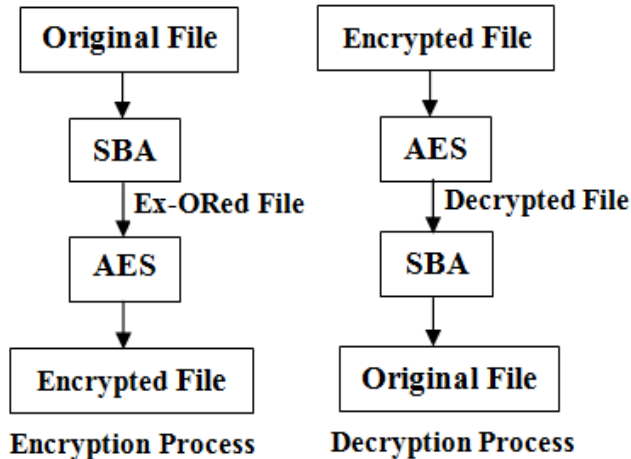 Original File
SBA
Ex-ORed File
AES
Encrypted File
Encryption Process
Encrypted File
AES
Decrypted File
SBA
Original File
Decryption Process